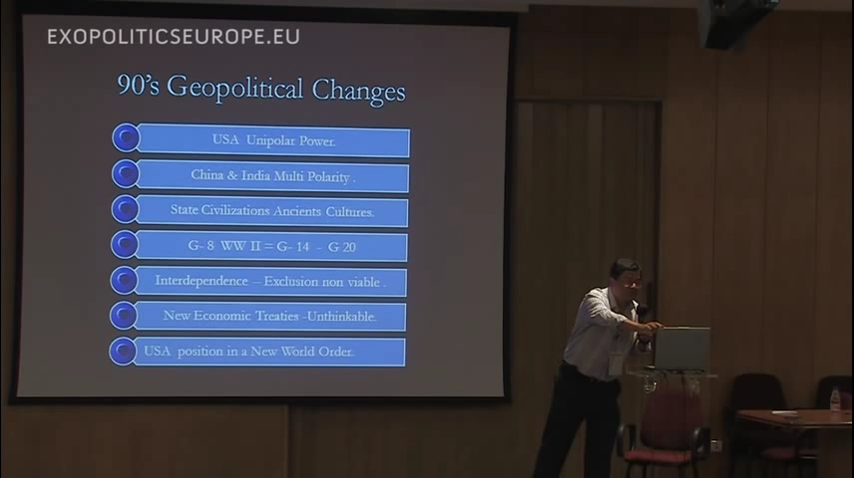 EXOPOLITICSEUROPE.EU
90's Geopolitical Changes
USA Unipolar Power.
China & India Multi Polarity .
State Civilizations Ancients Cultures.
G- 8 WW II = G- 14 - G 20
Interdependence – Exclusion non viable .
New Economic Treaties -Unthinkable.
USA position in a New World Order.